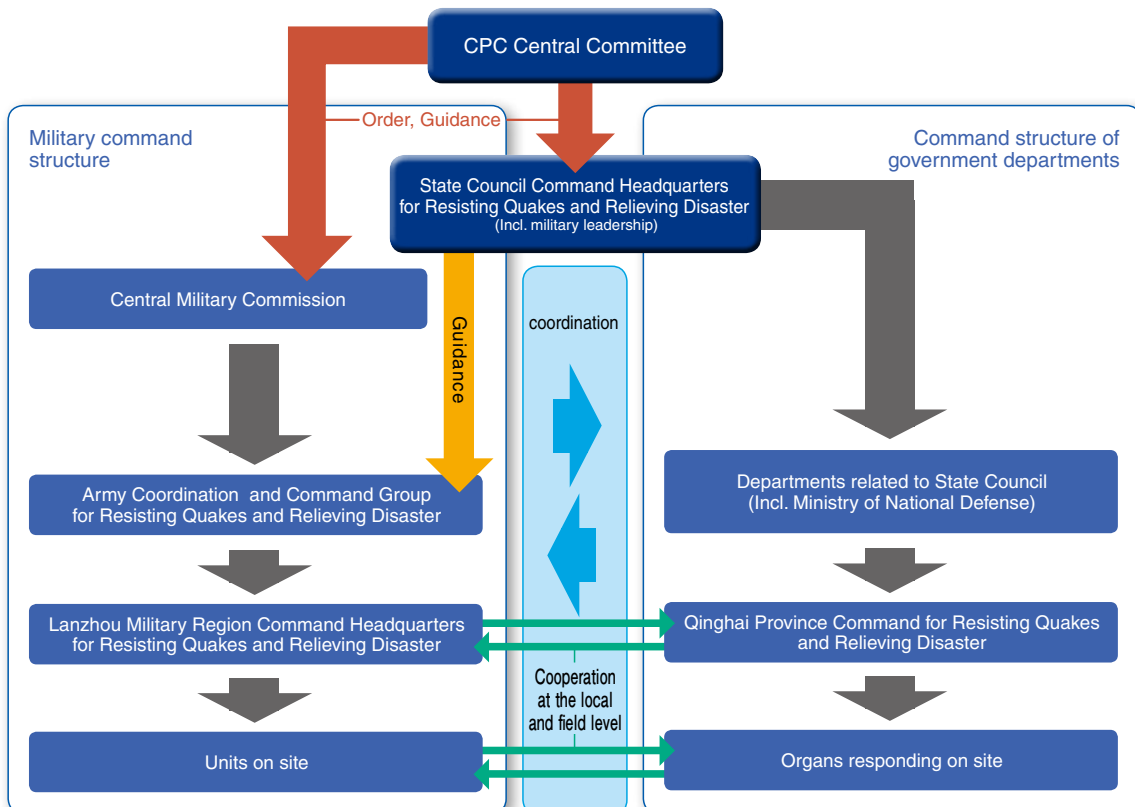 CPC Central Committee
Order, Guidance
Military command
structure
Command structure of
government departments
State Council Command Headquarters
for Resisting Quakes and Relieving Disaster
(Incl. military leadership)
Central Military Commission
Guidance
coordination
Army Coordination and Command Group
for Resisting Quakes and Relieving Disaster
Departments related to State Council
(Incl. Ministry of National Defense)
Lanzhou Military Region Command Headquarters
for Resisting Quakes and Relieving Disaster
Qinghai Province Command for Resisting Quakes
and Relieving Disaster
Cooperation
at the local
and field level
Units on site
Organs responding on site